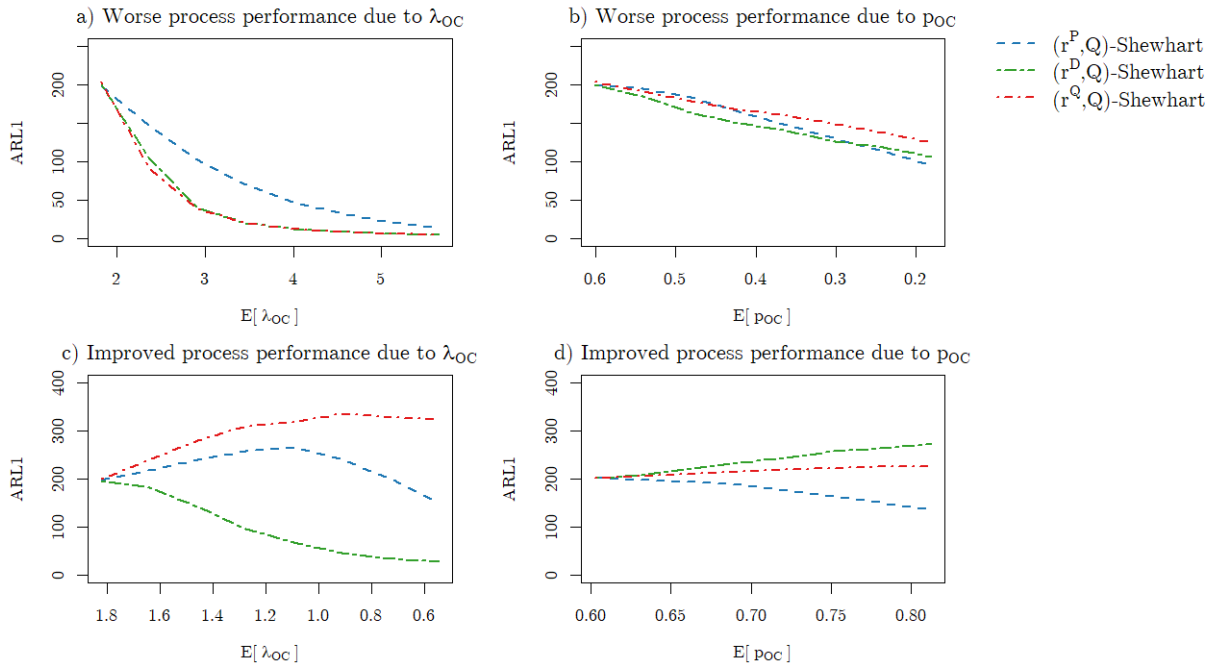 a) Worse process performance due to λOC
b) Worse process performance due to pOC
(r^P,Q)-Shewhart
(r^D,Q)-Shewhart
(r^Q,Q)-Shewhart
ARL1
0 50 100 200
2 3 4 5
E[ λOC ]
ARL1
0 50 100 200
0.6 0.5 0.4 0.3 0.2
E[ pOC ]
c) Improved process performance due to λOC
d) Improved process performance due to pOC
ARL1
0 100 200 300 400
1.8 1.6 1.4 1.2 1.0 0.8 0.6
E[ λOC ]
ARL1
0 100 200 300 400
0.60 0.65 0.70 0.75 0.80
E[ pOC ]